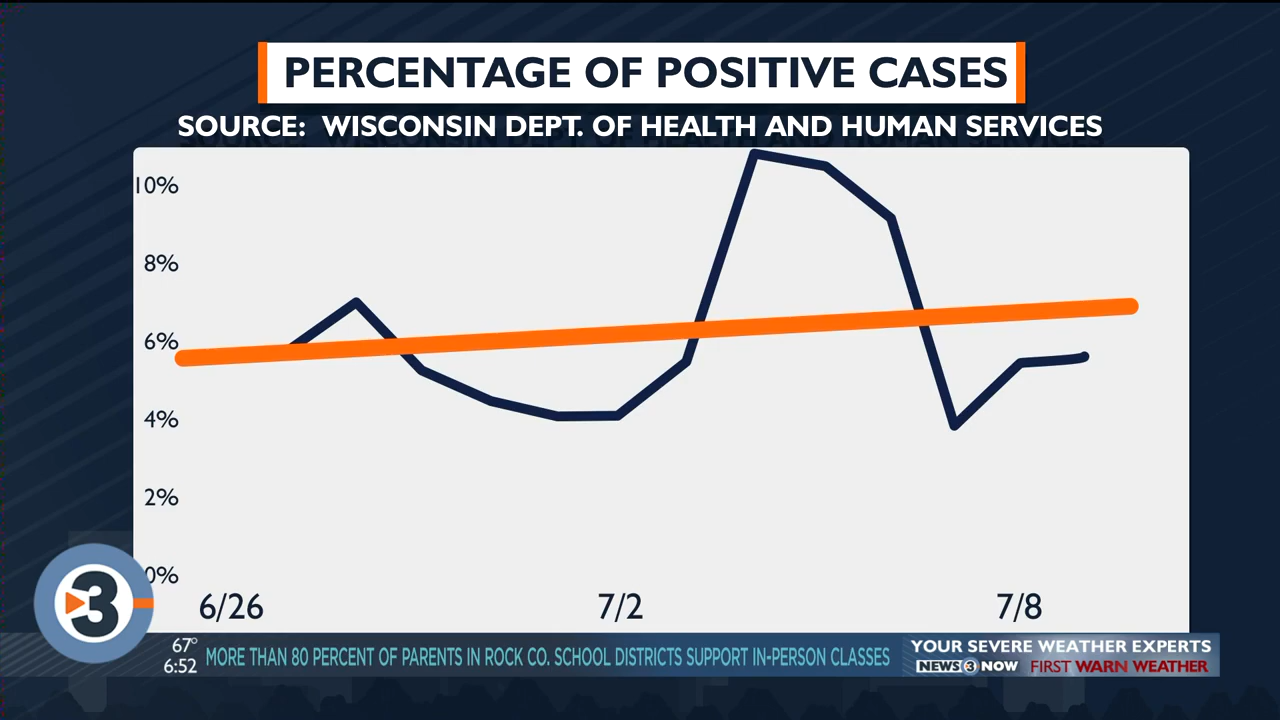 PERCENTAGE OF POSITIVE CASES
SOURCE: WISCONSIN DEPT. OF HEALTH AND HUMAN SERVICES
10%
8%
6%
4%
2%
0%
6/26 7/2 7/8
3
67°
6:52
MORE THAN 80 PERCENT OF PARENTS IN ROCK CO. SCHOOL DISTRICTS SUPPORT IN-PERSON CLASSES
YOUR SEVERE WEATHER EXPERTS
NEWS 3 NOW FIRST WARN WEATHER